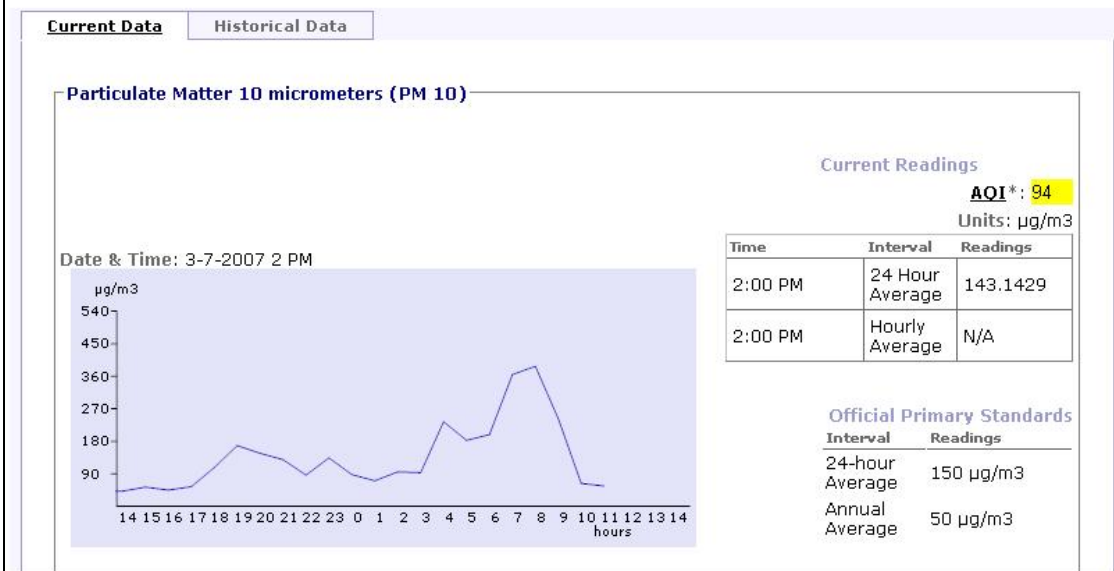 Current Data Historical Data
Particulate Matter 10 micrometers (PM 10)
Current Readings
AQI*: 94
Units: µg/m3
Date & Time: 3-7-2007 2 PM
µg/m3
540
450
360
270
180
90
14 15 16 17 18 19 20 21 22 23 0 1 2 3 4 5 6 7 8 9 10 11 12 13 14
hours
Time Interval Readings
2:00 PM 24 Hour Average 143.1429
2:00 PM Hourly Average N/A
Official Primary Standards
Interval Readings
24-hour Average 150 µg/m3
Annual Average 50 µg/m3